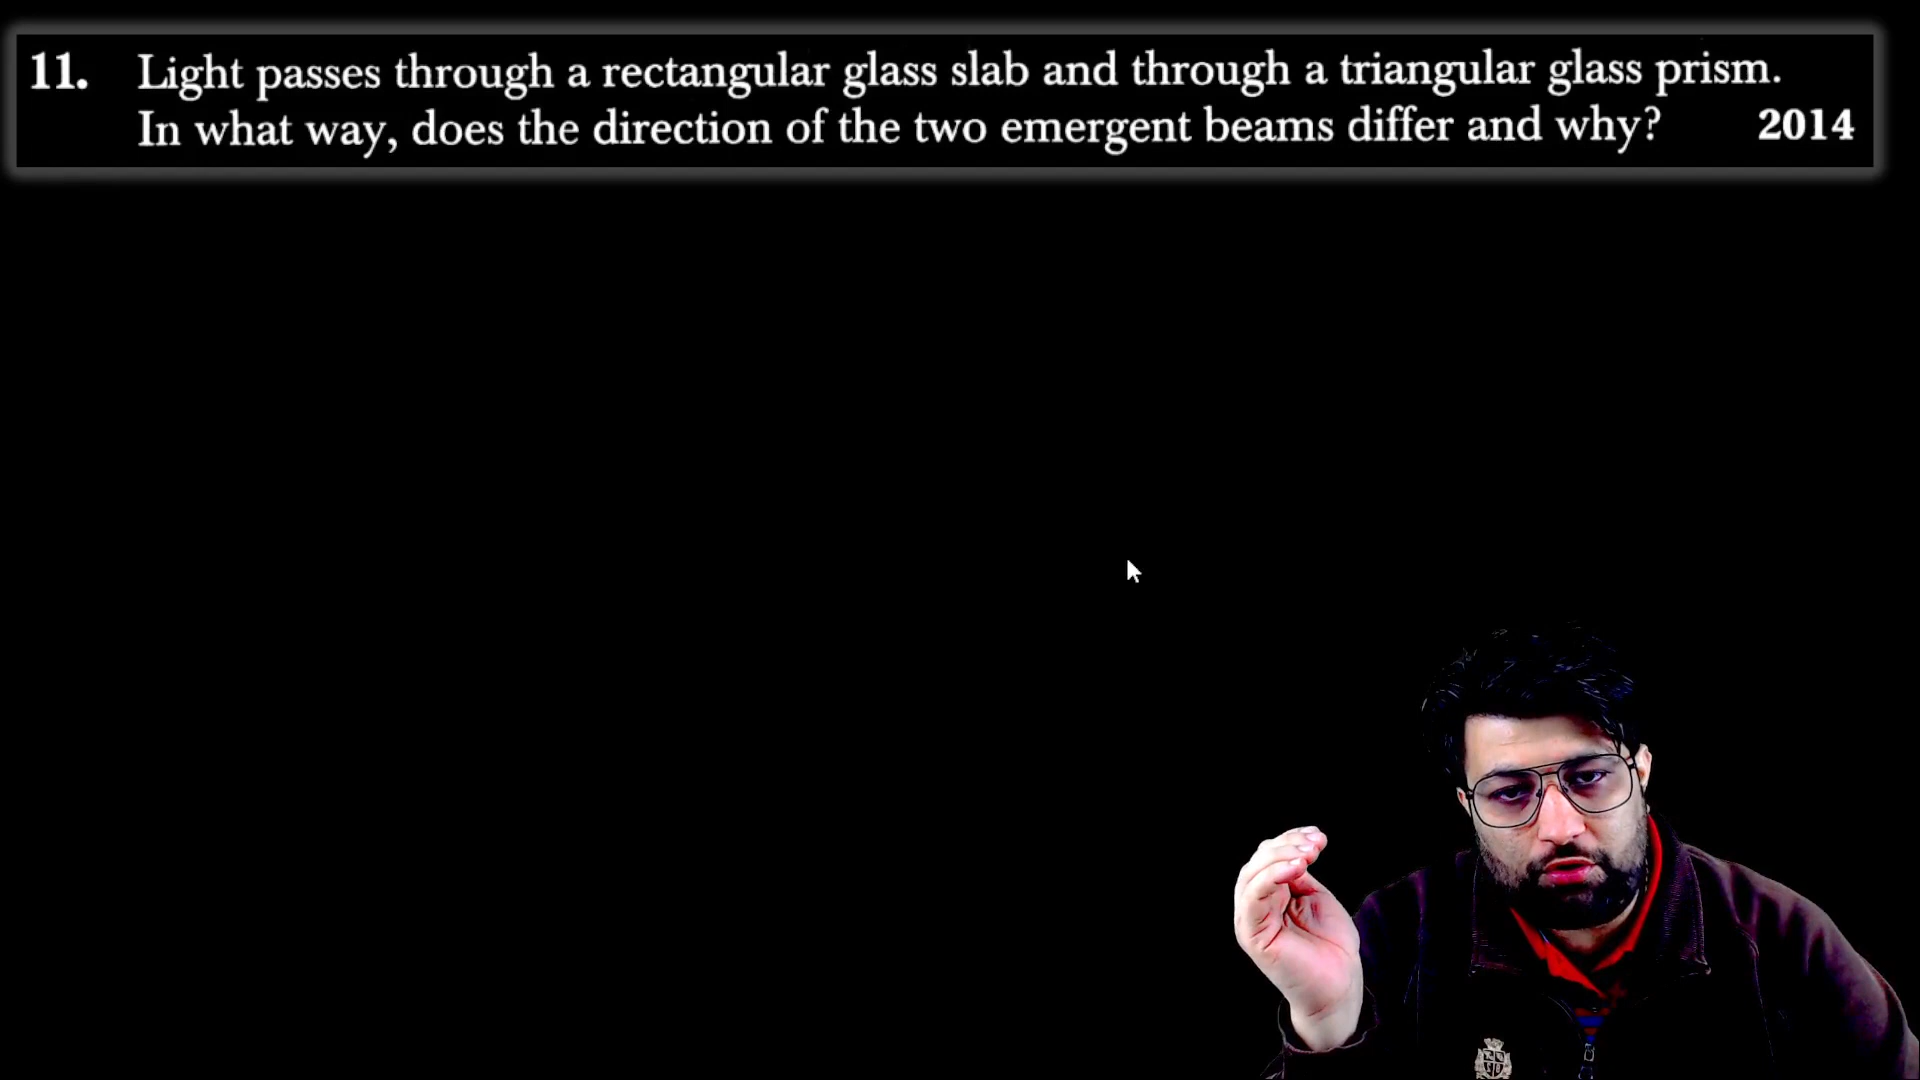 11. Light passes through a rectangular glass slab and through a triangular glass prism.
In what way, does the direction of the two emergent beams differ and why? 2014